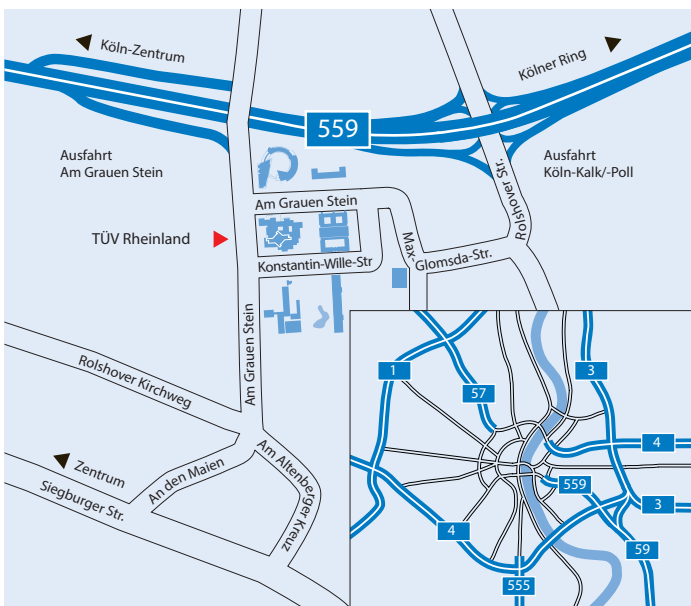 Köln-Zentrum
Kölner Ring
559
Ausfahrt
Am Grauen Stein
Ausfahrt
Köln-Kalk/-Poll
Rolshover Str.
Am Grauen Stein
TÜV Rheinland
Konstantin-Wille-Str
Max-Glomsda-Str.
Am Grauen Stein
Rolshover Kirchweg
Zentrum
Siegburger Str.
An den Maien
Am Altenberger Kreuz
1
57
3
4
559
3
4
59
555